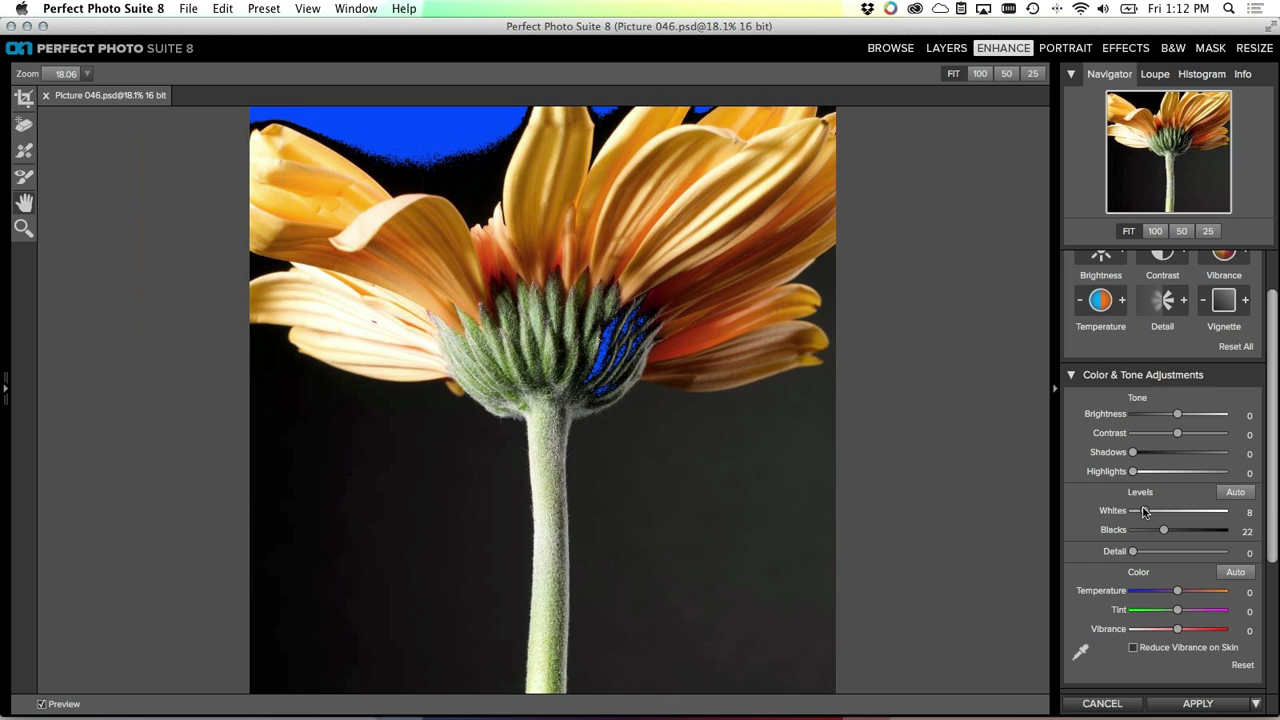 Perfect Photo Suite 8 File Edit Preset View Window Help Fri 1:12 PM
Perfect Photo Suite 8 (Picture 046.psd@18.1% 16 bit)
on PERFECT PHOTO SUITE 8 BROWSE LAYERS ENHANCE PORTRAIT EFFECTS B&W MASK RESIZE
Zoom 18.06 FIT 100 50 25
Navigator Loupe Histogram Info
x Picture 046.psd@18.1% 16 bit
FIT 100 50 25
Brightness Contrast Vibrance
- + - + - +
Temperature Detail Vignette
Reset All
Color & Tone Adjustments
Tone
Brightness 0
Contrast 0
Shadows 0
Highlights 0
Levels Auto
Whites 8
Blacks 22
Detail 0
Color Auto
Temperature 0
Tint 0
Vibrance 0
Reduce Vibrance on Skin
Reset
Preview
CANCEL APPLY